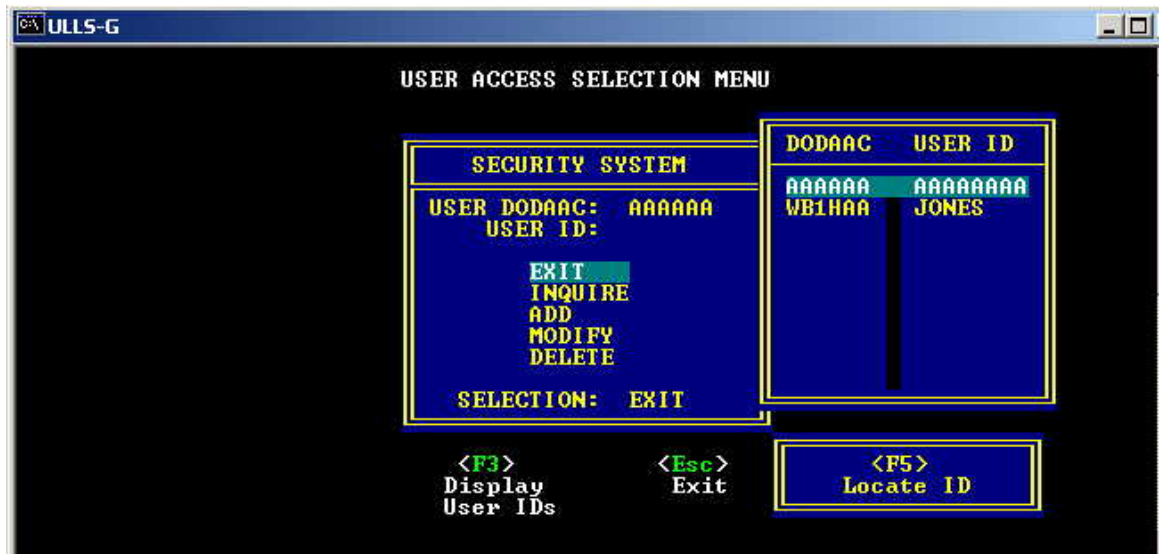 C:\ ULLS-G
USER ACCESS SELECTION MENU
SECURITY SYSTEM
USER DODAAC: AAAAAA
USER ID:
EXIT
INQUIRE
ADD
MODIFY
DELETE
SELECTION: EXIT
DODAAC USER ID
AAAAAA AAAAAAAA
WB1HAA JONES
<F3>
Display
User IDs
<Esc>
Exit
<F5>
Locate ID